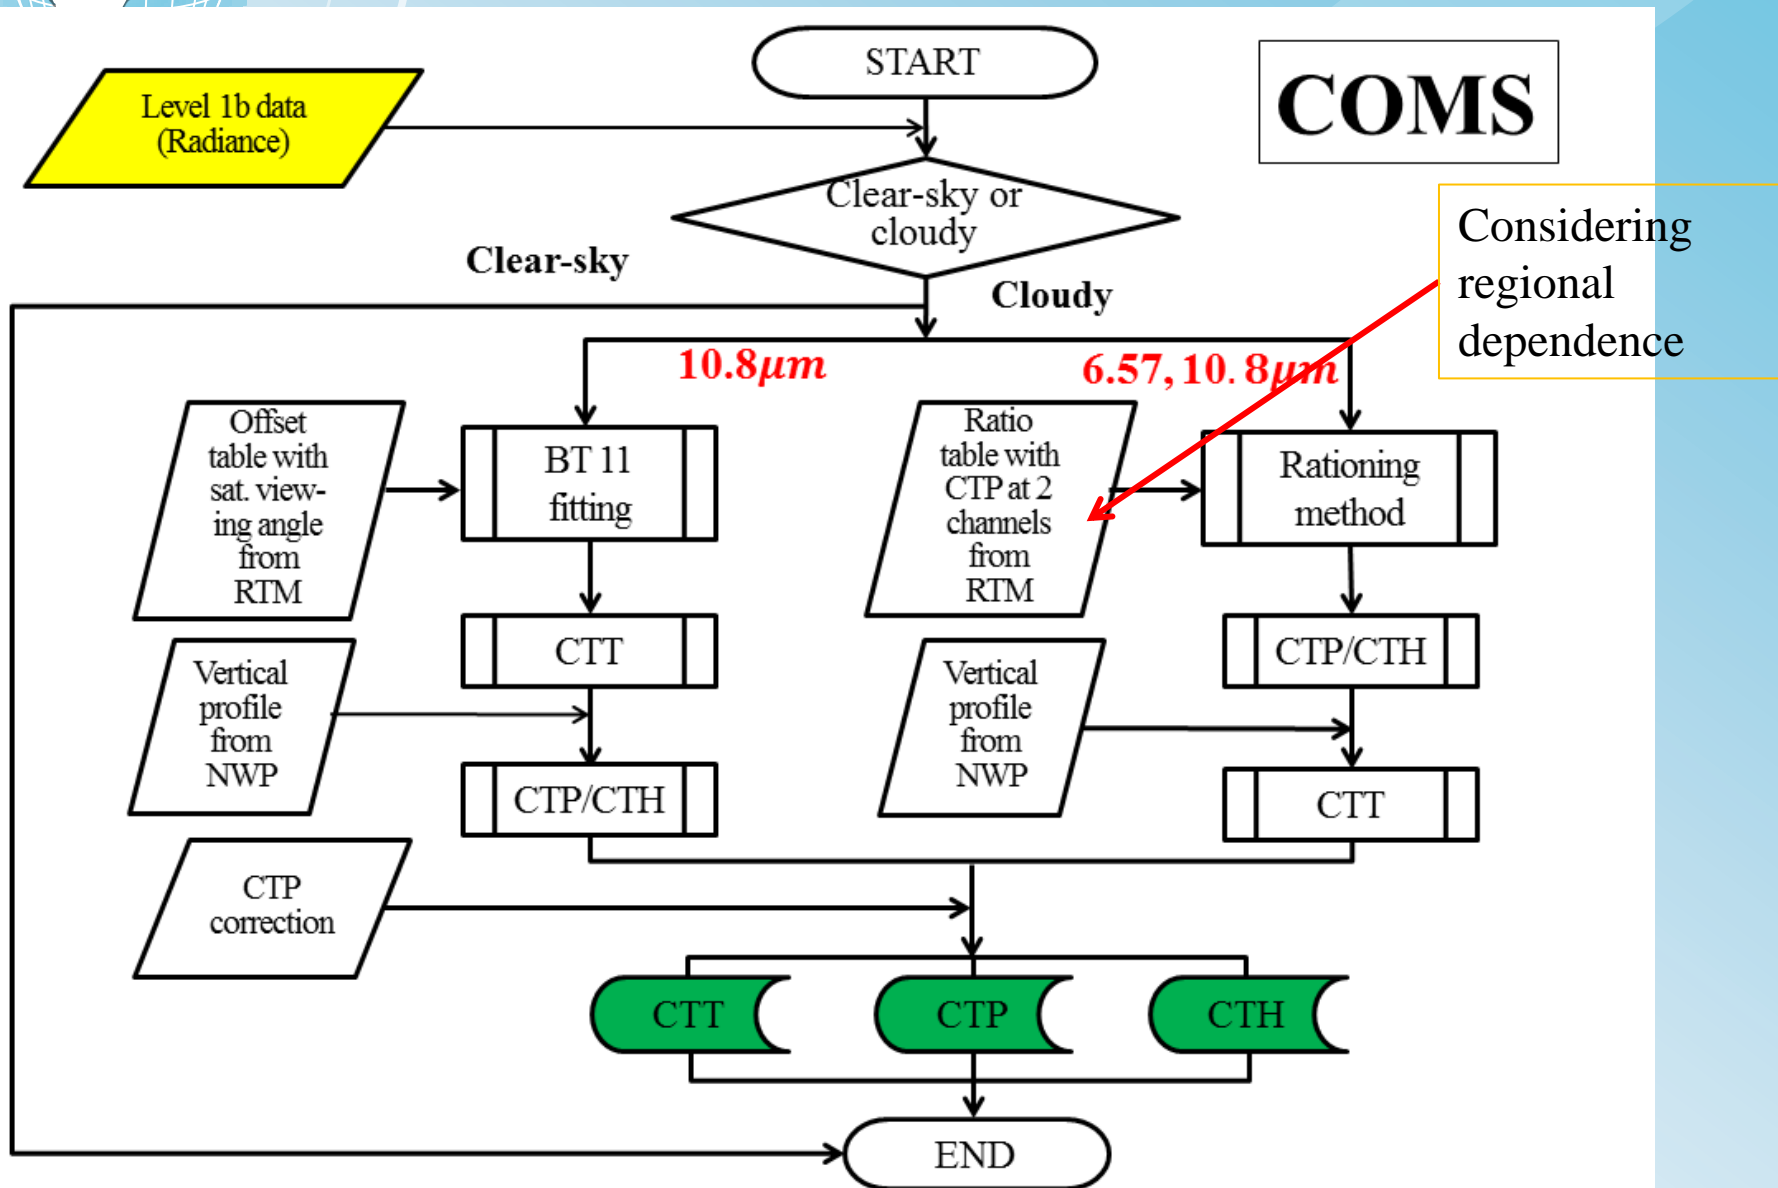 START
COMS
Level 1b data
(Radiance)
Clear-sky or
cloudy
Considering
regional
dependence
Clear-sky
Cloudy
10.8μm
6.57, 10. 8μm
Offset
table with
sat. view-
ing angle
from
RTM
BT 11
fitting
Ratio
table with
CTP at 2
channels
from
RTM
Rationing
method
CTT
CTP/CTH
Vertical
profile
from
NWP
Vertical
profile
from
NWP
CTP/CTH
CTT
CTP
correction
CTT
CTP
CTH
END